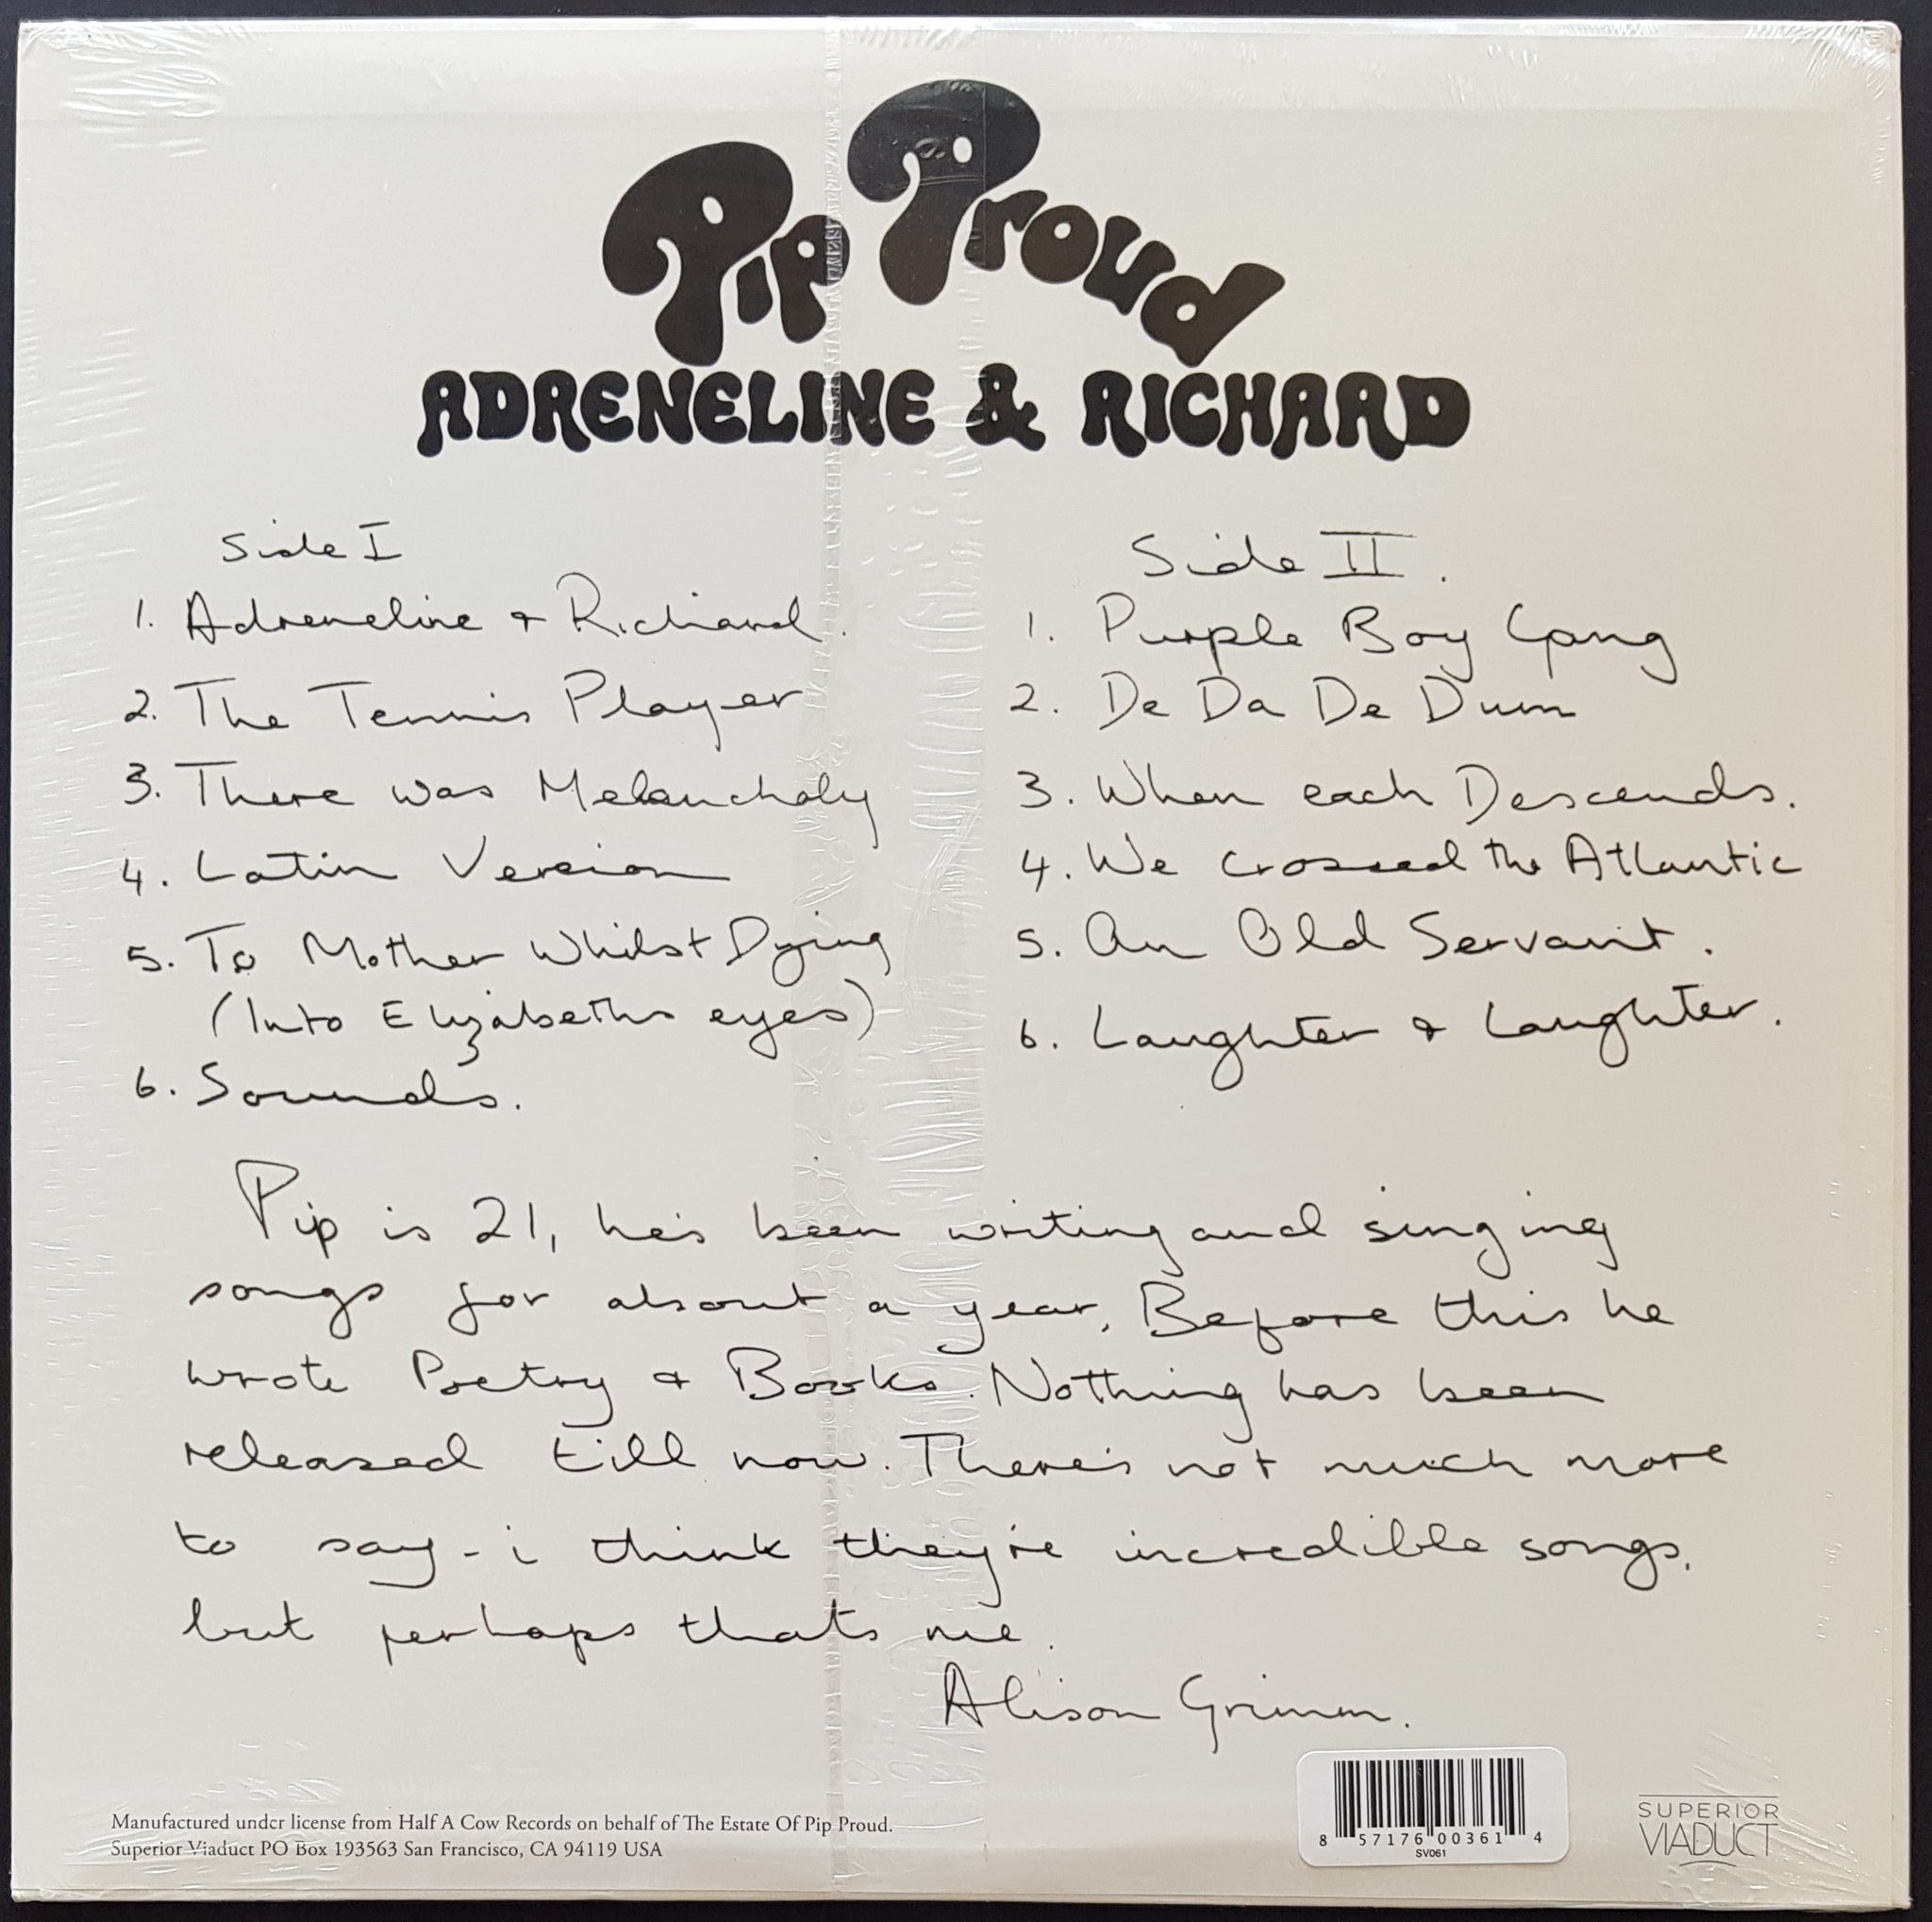 Pip Proud
ADRENELINE & RICHARD
Side I
1. Adreneline + Richard.
2. The Tennis Player
3. There was Melancholy
4. Latin Version
5. To Mother Whilst Dying
(Into Elizabeths eyes)
6. Sounds.
Side II.
1. Purple Boy Gang
2. De Da De Dum
3. When each Descends.
4. We crossed the Atlantic
5. An Old Servant.
6. Laughter + Laughter.
Pip is 21, he's been writing and singing
songs for about a year. Before this he
wrote Poetry + Books. Nothing has been
released till now. There's not much more
to say - i think they're incredible songs,
but perhaps thats me.
Alison Grimm.
Manufactured under license from Half A Cow Records on behalf of The Estate Of Pip Proud.
Superior Viaduct PO Box 193563 San Francisco, CA 94119 USA
8 57176 00361 4
SV061
SUPERIOR
VIADUCT